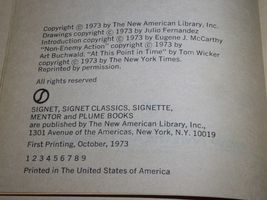 Copyright © 1973 by The New American Library, Inc.
Drawings copyright © 1973 by Julio Fernandez
Introduction copyright © 1973 by Eugene J. McCarthy
"Non-Enemy Action" copyright © 1973 by
Art Buchwald. "At This Point in Time" by Tom Wicker
copyright © 1973 by The New York Times.
Reprinted by permission.
All rights reserved
SIGNET, SIGNET CLASSICS, SIGNETTE,
MENTOR and PLUME BOOKS
are published by The New American Library, Inc.,
1301 Avenue of the Americas, New York, N.Y. 10019
First Printing, October, 1973
1 2 3 4 5 6 7 8 9
Printed in The United States of America